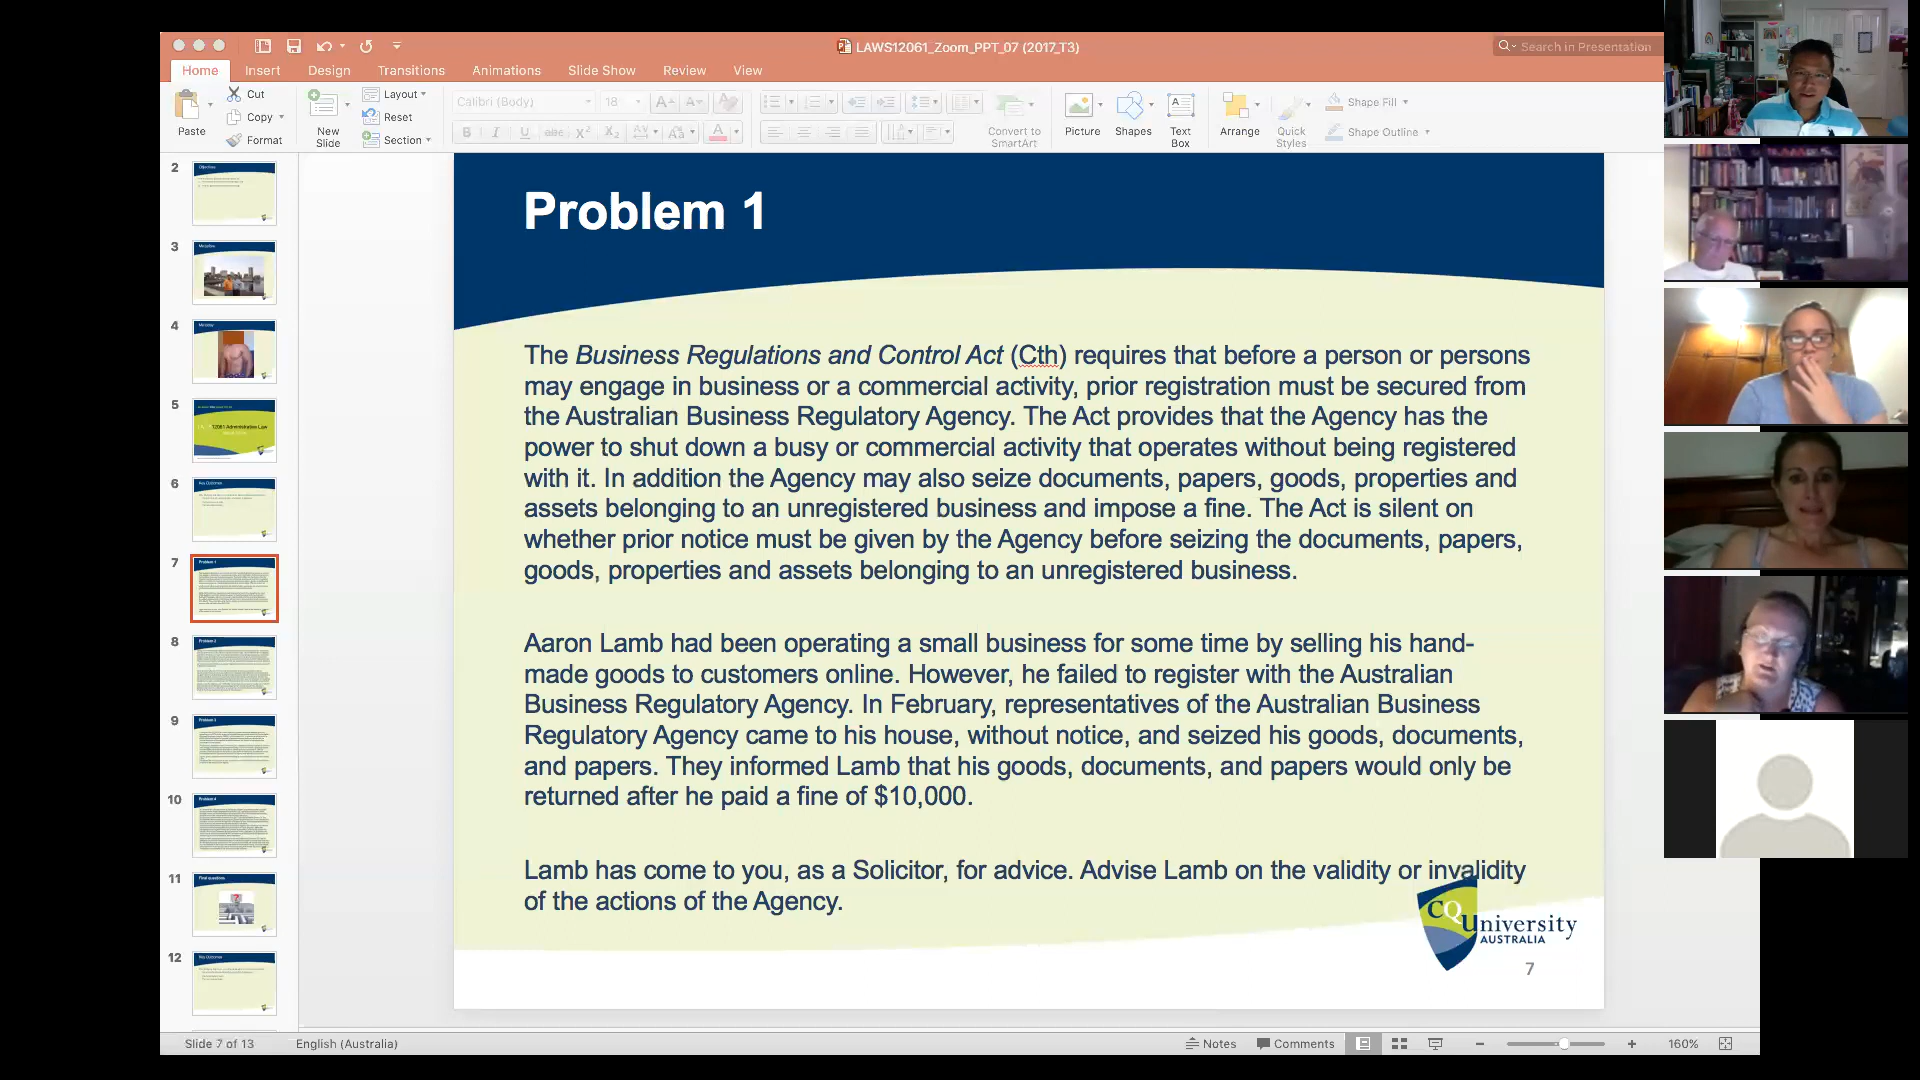 LAWS12061_Zoom_PPT_07 (2017_T3)
Search in Presentation
Home Insert Design Transitions Animations Slide Show Review View
Paste
Cut
Copy
Format
New
Slide
Layout
Reset
Section
Calibri (Body) 18
Convert to
SmartArt
Picture
Shapes
Text
Box
Arrange
Quick
Styles
Shape Fill
Shape Outline
2
3
4
5
6
7
8
9
10
11
12
Problem 1
The Business Regulations and Control Act (Cth) requires that before a person or persons
may engage in business or a commercial activity, prior registration must be secured from
the Australian Business Regulatory Agency. The Act provides that the Agency has the
power to shut down a busy or commercial activity that operates without being registered
with it. In addition the Agency may also seize documents, papers, goods, properties and
assets belonging to an unregistered business and impose a fine. The Act is silent on
whether prior notice must be given by the Agency before seizing the documents, papers,
goods, properties and assets belonging to an unregistered business.
Aaron Lamb had been operating a small business for some time by selling his hand-
made goods to customers online. However, he failed to register with the Australian
Business Regulatory Agency. In February, representatives of the Australian Business
Regulatory Agency came to his house, without notice, and seized his goods, documents,
and papers. They informed Lamb that his goods, documents, and papers would only be
returned after he paid a fine of $10,000.
Lamb has come to you, as a Solicitor, for advice. Advise Lamb on the validity or invalidity
of the actions of the Agency.
CQUniversity
AUSTRALIA
7
Slide 7 of 13 English (Australia) Notes Comments 160%